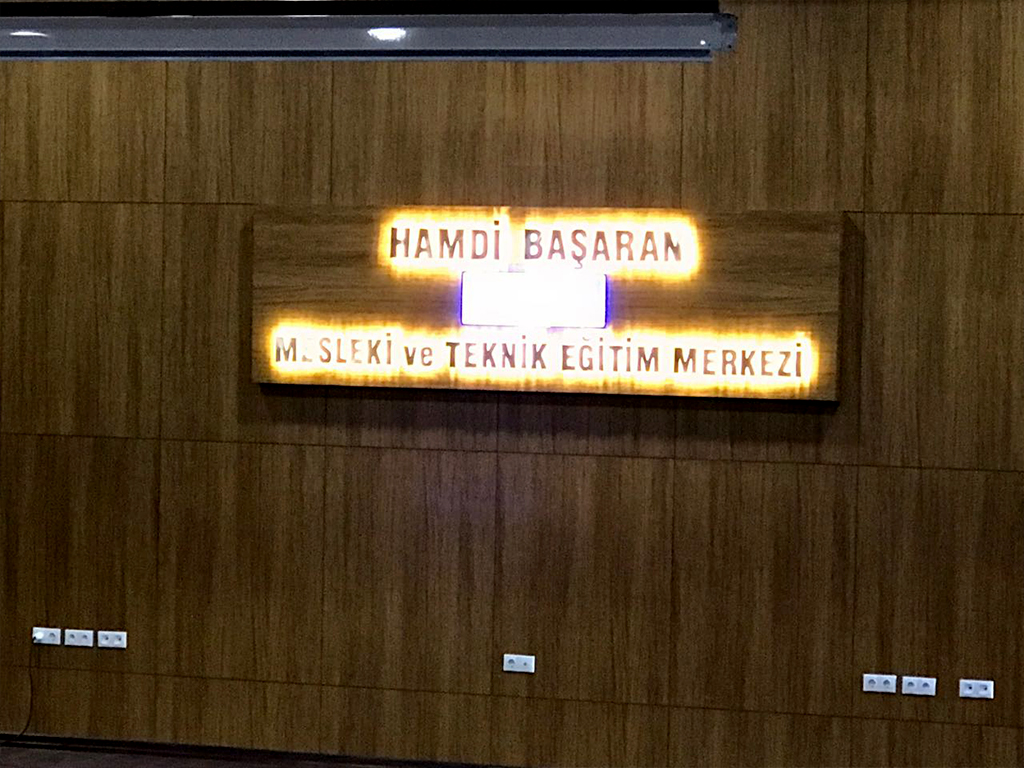 HAMDİ BAŞARAN
MESLEKİ ve TEKNİK EĞİTİM MERKEZİ